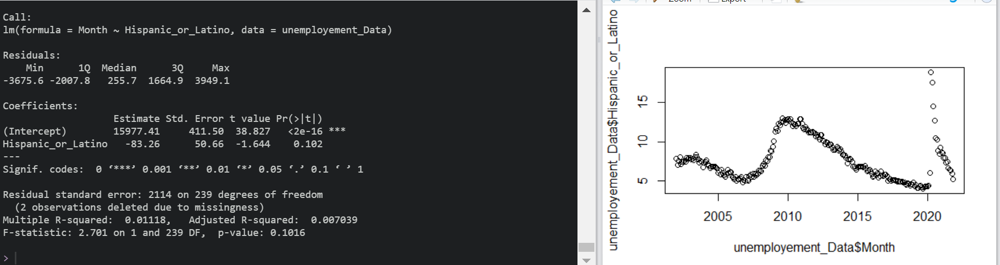 Call:
lm(formula = Month ~ Hispanic_or_Latino, data = unemployement_Data)
Residuals:
    Min      1Q  Median      3Q     Max
-3675.6 -2007.8   255.7  1664.9  3949.1
Coefficients:
                   Estimate Std. Error t value Pr(>|t|)
(Intercept)        15977.41     411.50  38.827   <2e-16 ***
Hispanic_or_Latino   -83.26      50.66  -1.644    0.102
---
Signif. codes:  0 ‘***’ 0.001 ‘**’ 0.01 ‘*’ 0.05 ‘.’ 0.1 ‘ ’ 1
Residual standard error: 2114 on 239 degrees of freedom
  (2 observations deleted due to missingness)
Multiple R-squared:  0.01118,   Adjusted R-squared:  0.007039
F-statistic: 2.701 on 1 and 239 DF,  p-value: 0.1016
>
Zoom Export
unemployement_Data$Hispanic_or_Latino
15
10
5
2005 2010 2015 2020
unemployement_Data$Month